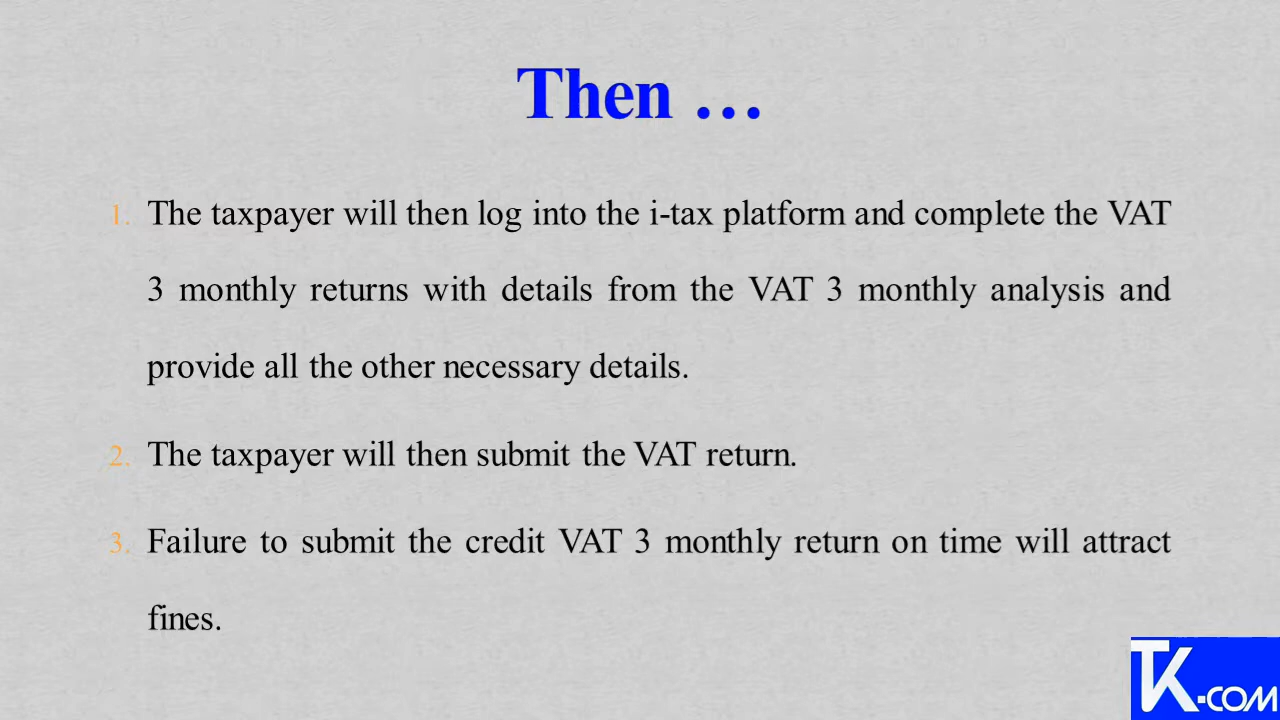 Then …
1. The taxpayer will then log into the i-tax platform and complete the VAT
3 monthly returns with details from the VAT 3 monthly analysis and
provide all the other necessary details.
2. The taxpayer will then submit the VAT return.
3. Failure to submit the credit VAT 3 monthly return on time will attract
fines.
TK.COM